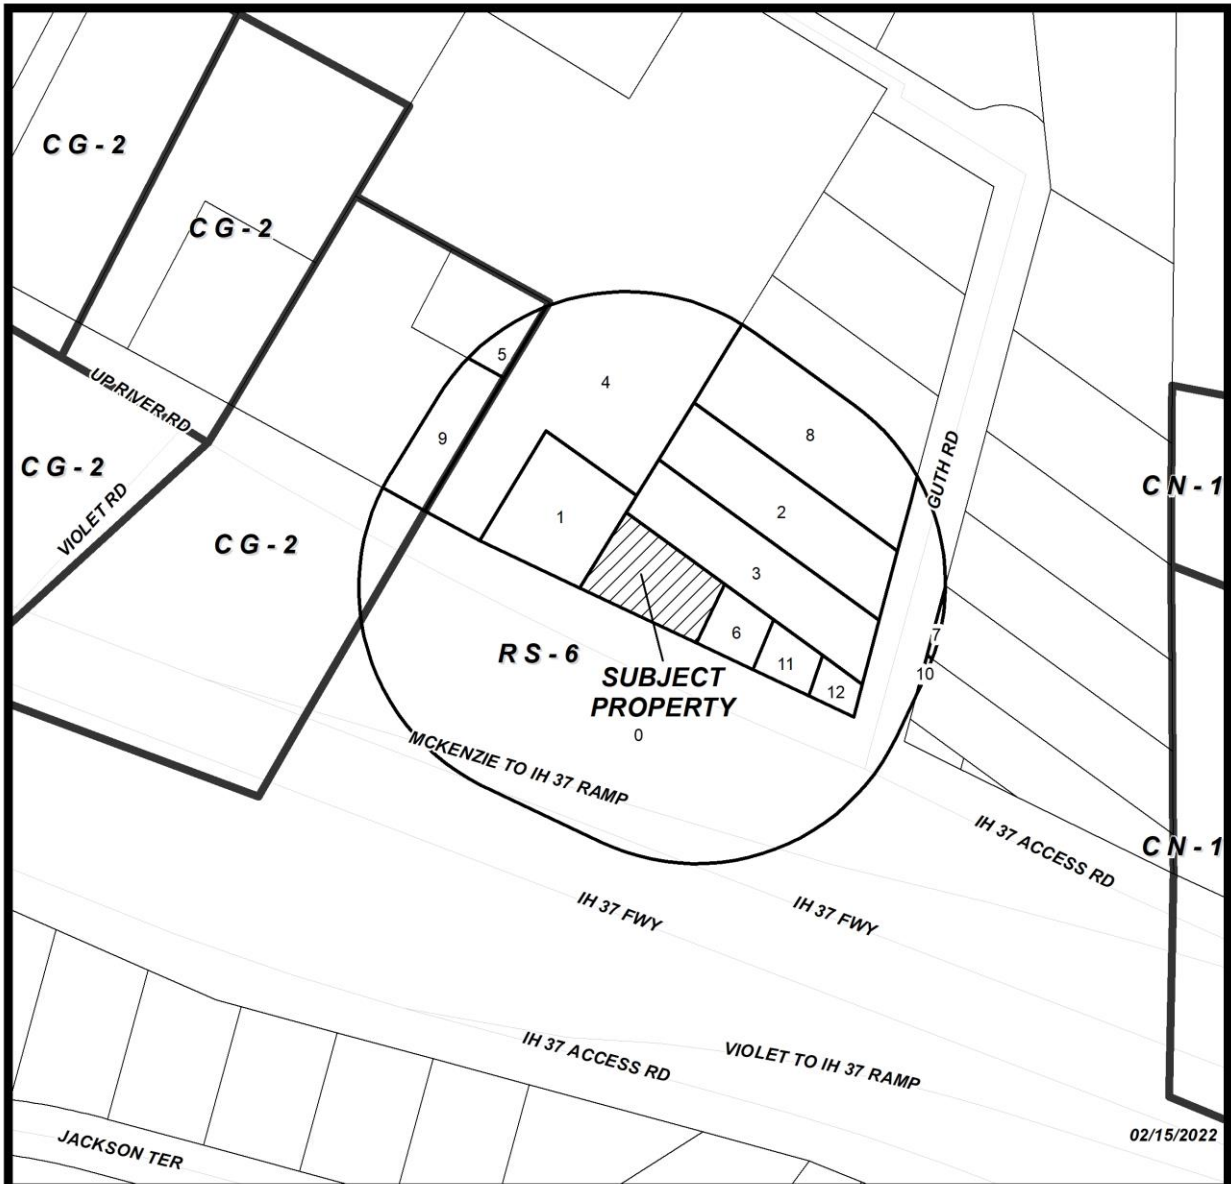 CG-2
CG-2
5
4
UP RIVER RD
9
8
GUTH RD
CG-2
CN-1
VIOLET RD
1
2
CG-2
3
7
6
RS-6
11
10
SUBJECT
PROPERTY
12
0
MCKENZIE TO IH 37 RAMP
IH 37 ACCESS RD
CN-1
IH 37 FWY
IH 37 FWY
IH 37 ACCESS RD
VIOLET TO IH 37 RAMP
02/15/2022
JACKSON TER